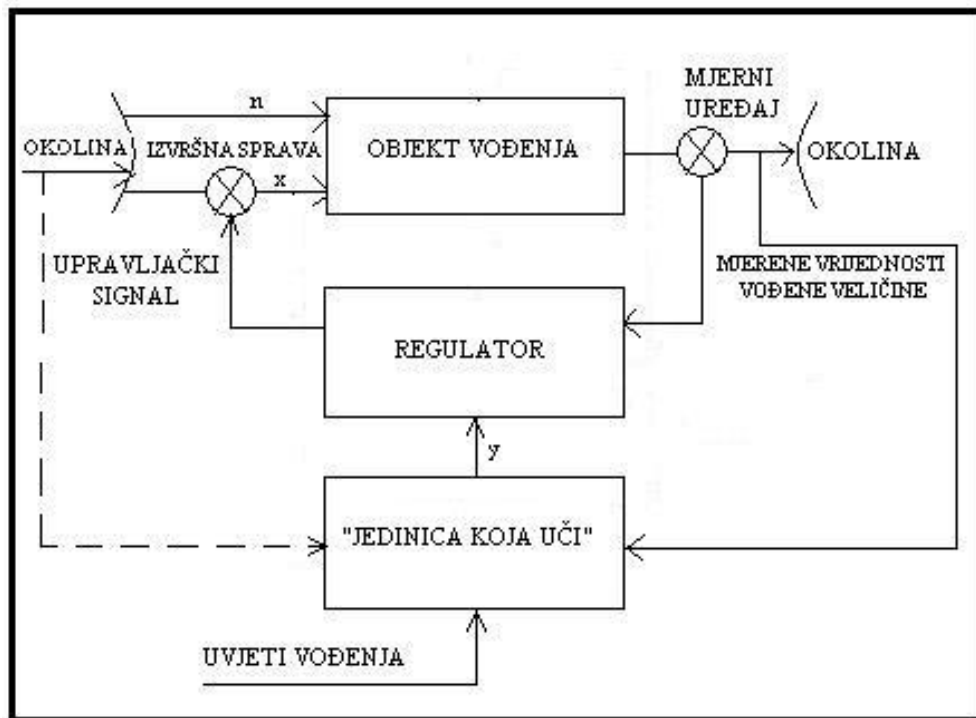 MJERNI
UREĐAJ
n
OKOLINA
IZVRŠNA SPRAVA
OBJEKT VOĐENJA
OKOLINA
x
UPRAVLJAČKI
SIGNAL
MJERENE VRIJEDNOSTI
VOĐENE VELIČINE
REGULATOR
y
"JEDINICA KOJA UČI"
UVJETI VOĐENJA